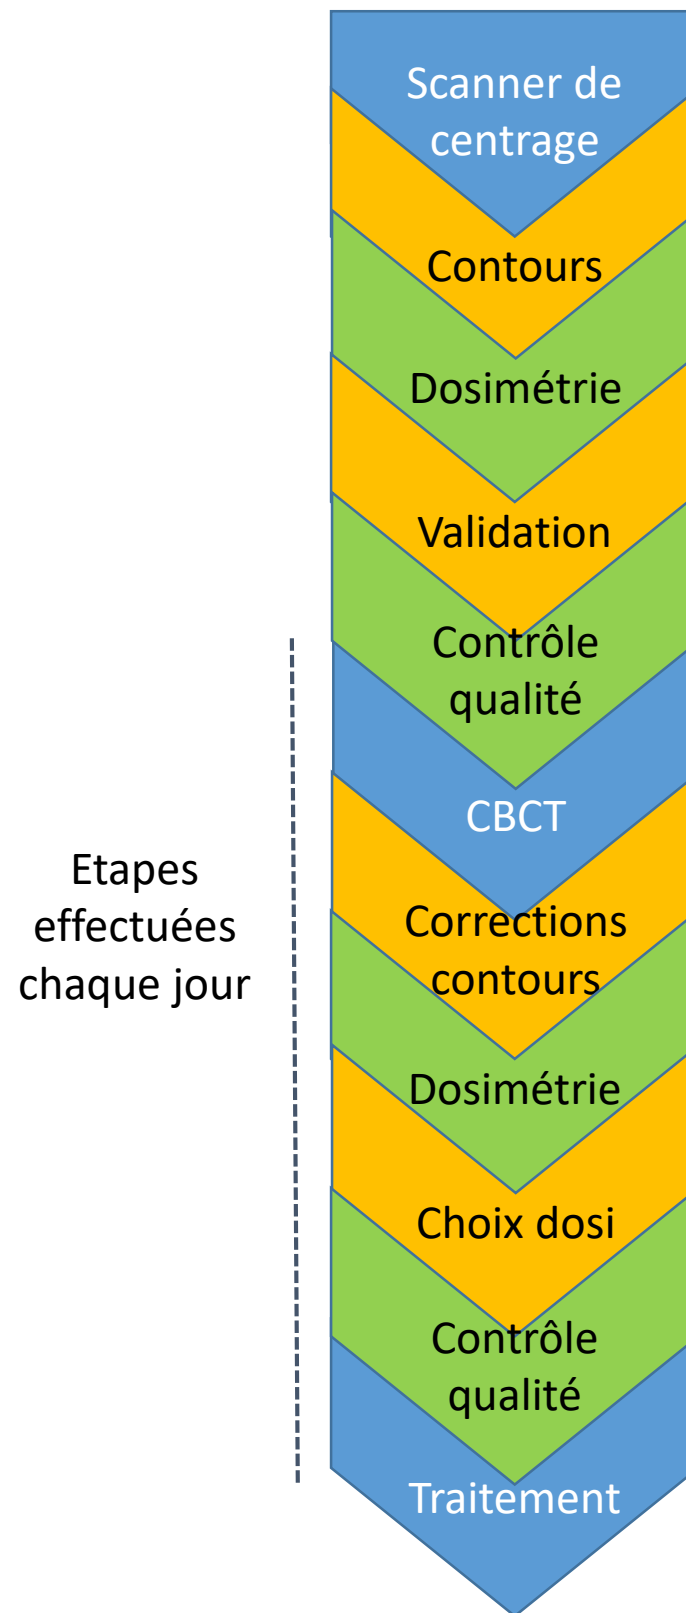 Scanner de
centrage
Contours
Dosimétrie
Validation
Contrôle
qualité
CBCT
Etapes
effectuées
chaque jour
Corrections
contours
Dosimétrie
Choix dosi
Contrôle
qualité
Traitement